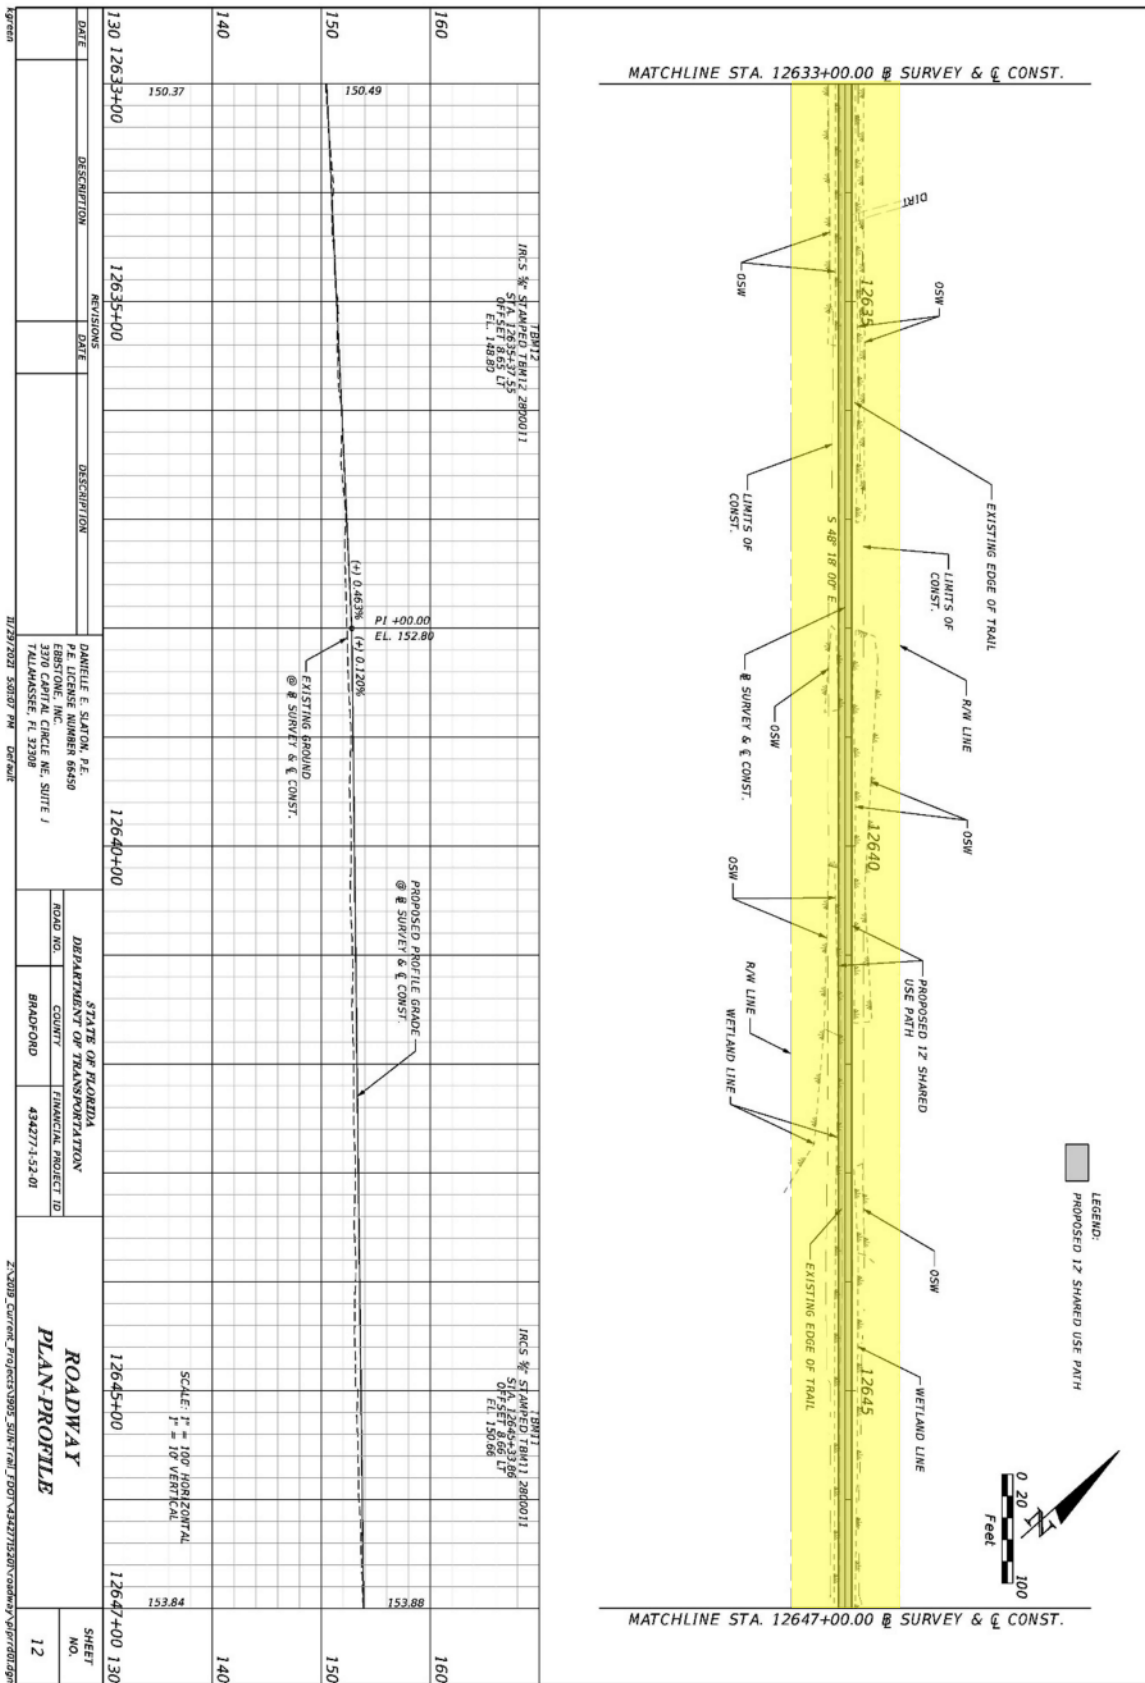 MATCHLINE STA. 12633+00.00 ℄ SURVEY & ℄ CONST.
DIRT
OSW
12635
OSW
LIMITS OF
CONST.
EXISTING EDGE OF TRAIL
LIMITS OF
CONST.
S 48° 18' 00" E
R/W LINE
SURVEY & ℄ CONST.
OSW
OSW
12640
OSW
PROPOSED 12' SHARED
USE PATH
R/W LINE
WETLAND LINE
OSW
EXISTING EDGE OF TRAIL
12645
WETLAND LINE
LEGEND:
PROPOSED 12' SHARED USE PATH
N
0 20 100
Feet
MATCHLINE STA. 12647+00.00 ℄ SURVEY & ℄ CONST.
160
150
140
130
160
150
140
130
150.49
150.37
TBM12
IRCS ⅝" STAMPED TBM12 2800011
STA. 12635+37.55
OFFSET 8.65 LT
EL. 148.80
(+) 0.463%
PI +00.00
EL. 152.80
(+) 0.120%
EXISTING GROUND
@ SURVEY & ℄ CONST.
PROPOSED PROFILE GRADE
@ SURVEY & ℄ CONST.
TBM11
IRCS ⅝" STAMPED TBM11 2800011
STA. 12645+33.86
OFFSET 8.66 LT
EL. 150.66
SCALE: 1" = 100' HORIZONTAL
1" = 10' VERTICAL
153.88
153.84
12633+00
12635+00
12640+00
12645+00
12647+00
REVISIONS
DATE DESCRIPTION DATE DESCRIPTION
DANIELLE E. SLATON, P.E.
P.E. LICENSE NUMBER 66450
EBBSTONE, INC.
3370 CAPITAL CIRCLE NE, SUITE J
TALLAHASSEE, FL 32308
STATE OF FLORIDA
DEPARTMENT OF TRANSPORTATION
ROAD NO. COUNTY FINANCIAL PROJECT ID
BRADFORD 434277-1-52-01
ROADWAY
PLAN-PROFILE
SHEET
NO.
12
kgreen
11/29/2021 5:01:07 PM Default